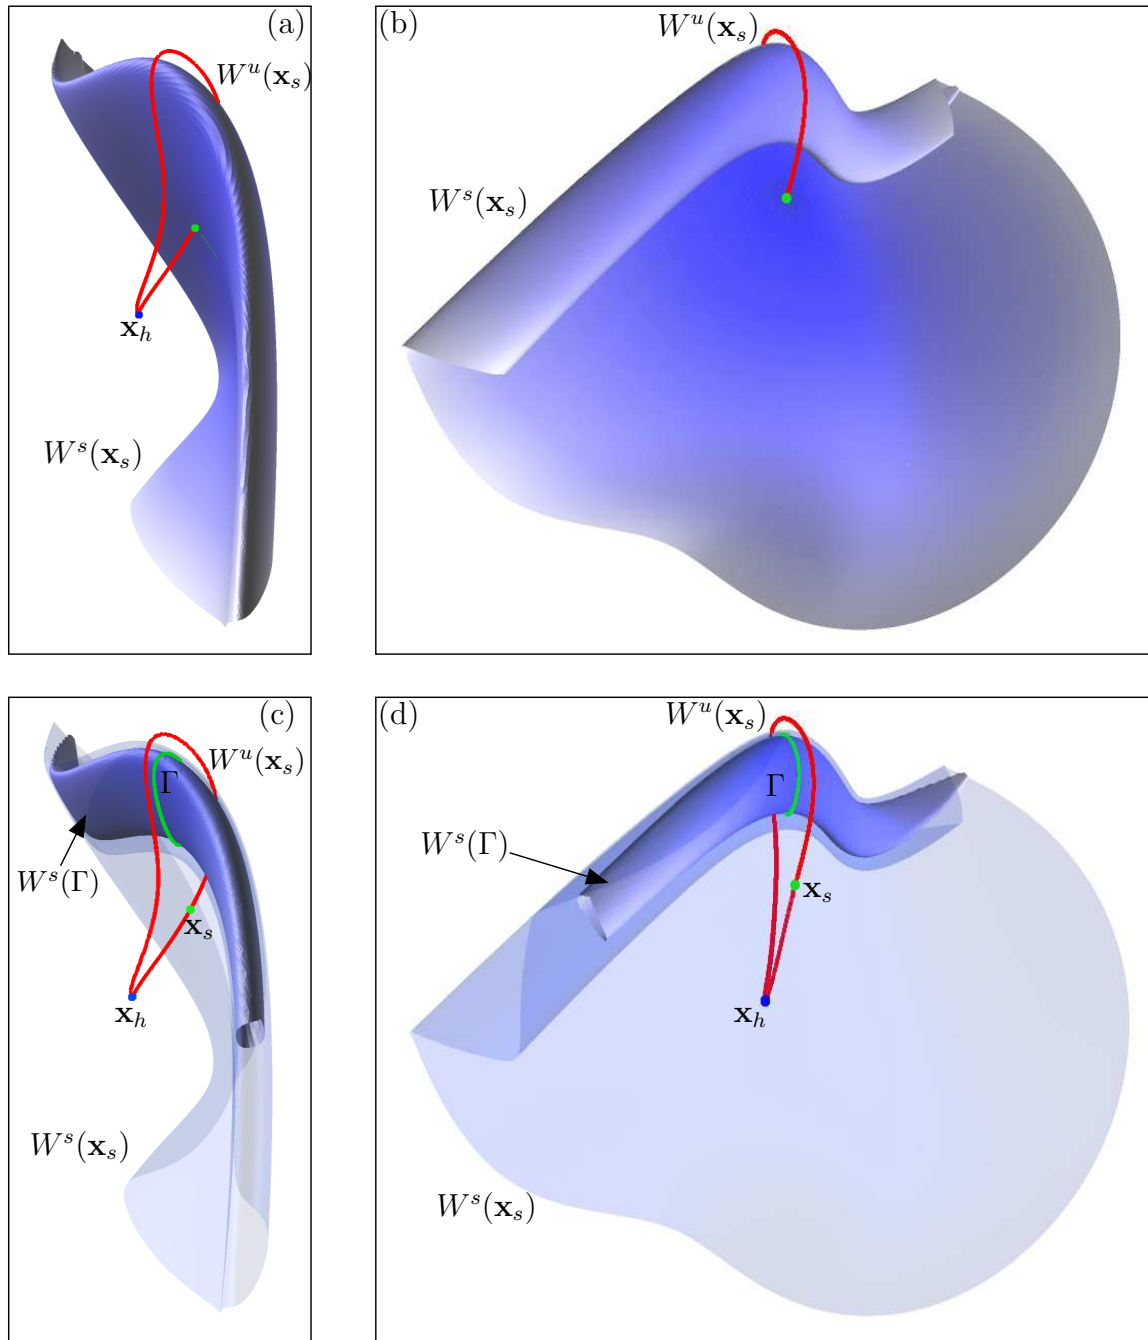 (a)
W^u(x_s)
x_h
W^s(x_s)
(b)
W^u(x_s)
W^s(x_s)
(c)
W^u(x_s)
Γ
W^s(Γ)
x_s
x_h
W^s(x_s)
(d)
W^u(x_s)
Γ
W^s(Γ)
x_s
x_h
W^s(x_s)